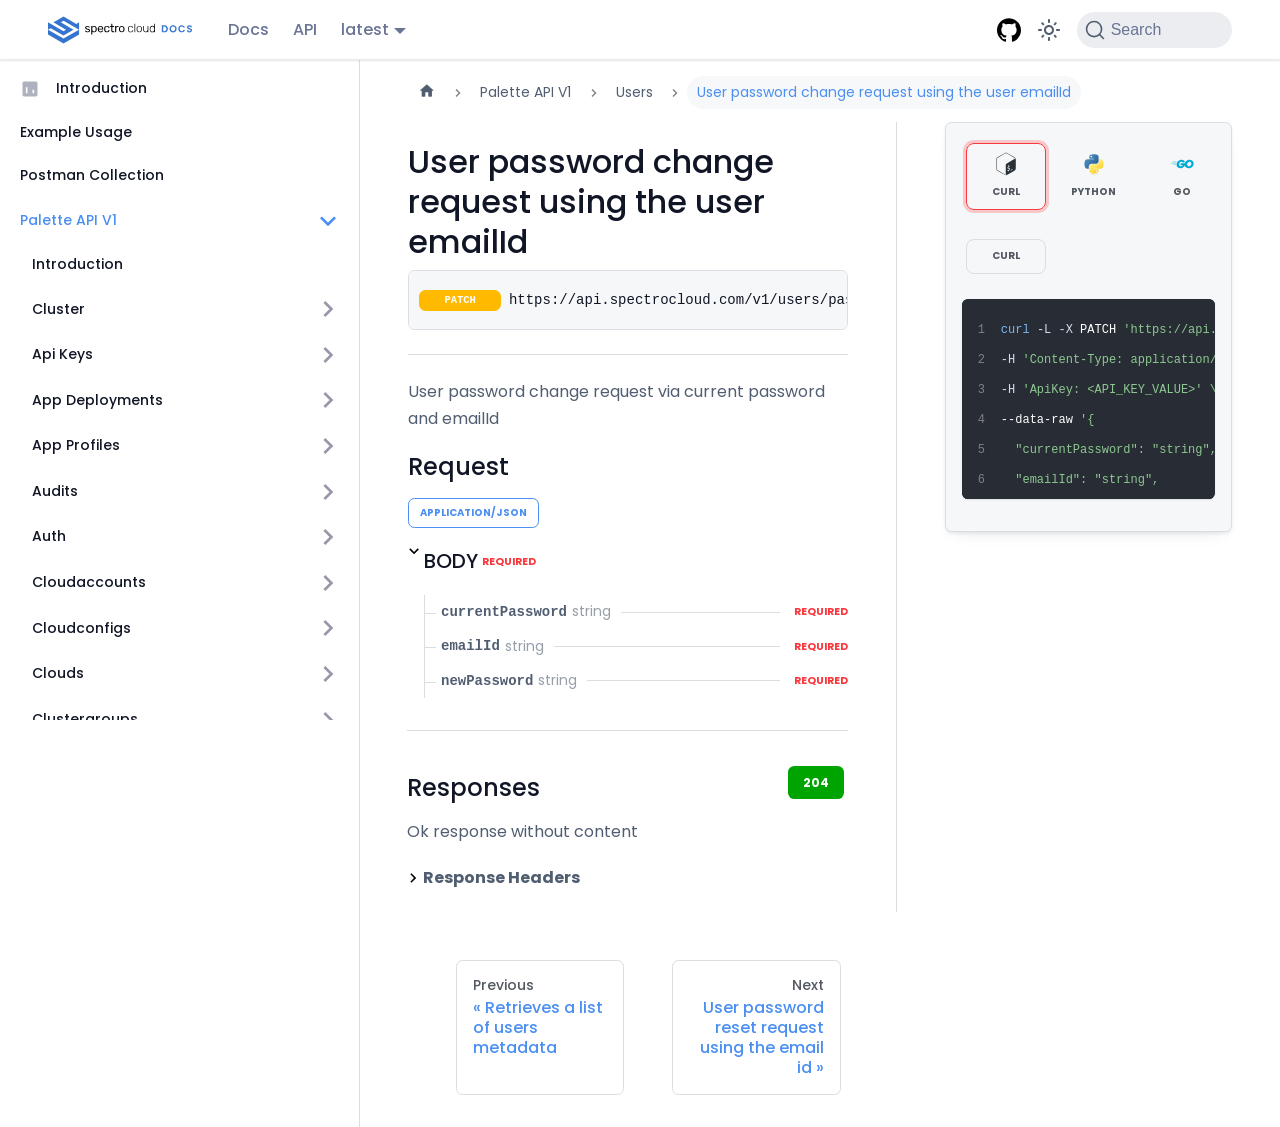 spectro cloud DOCS
Docs
API
latest
Search
Introduction
Example Usage
Postman Collection
Palette API V1
Introduction
Cluster
Api Keys
App Deployments
App Profiles
Audits
Auth
Cloudaccounts
Cloudconfigs
Clouds
Clustergroups
Palette API V1
Users
User password change request using the user emailId
User password change
request using the user
emailId
PATCH https://api.spectrocloud.com/v1/users/pas
User password change request via current password
and emailId
Request
APPLICATION/JSON
BODY REQUIRED
currentPassword string REQUIRED
emailId string REQUIRED
newPassword string REQUIRED
Responses
204
Ok response without content
Response Headers
Previous
« Retrieves a list
of users
metadata
Next
User password
reset request
using the email
id »
CURL
PYTHON
GO
CURL
1 curl -L -X PATCH 'https://api.
2 -H 'Content-Type: application/
3 -H 'ApiKey: <API_KEY_VALUE>' \
4 --data-raw '{
5 "currentPassword": "string",
6 "emailId": "string",